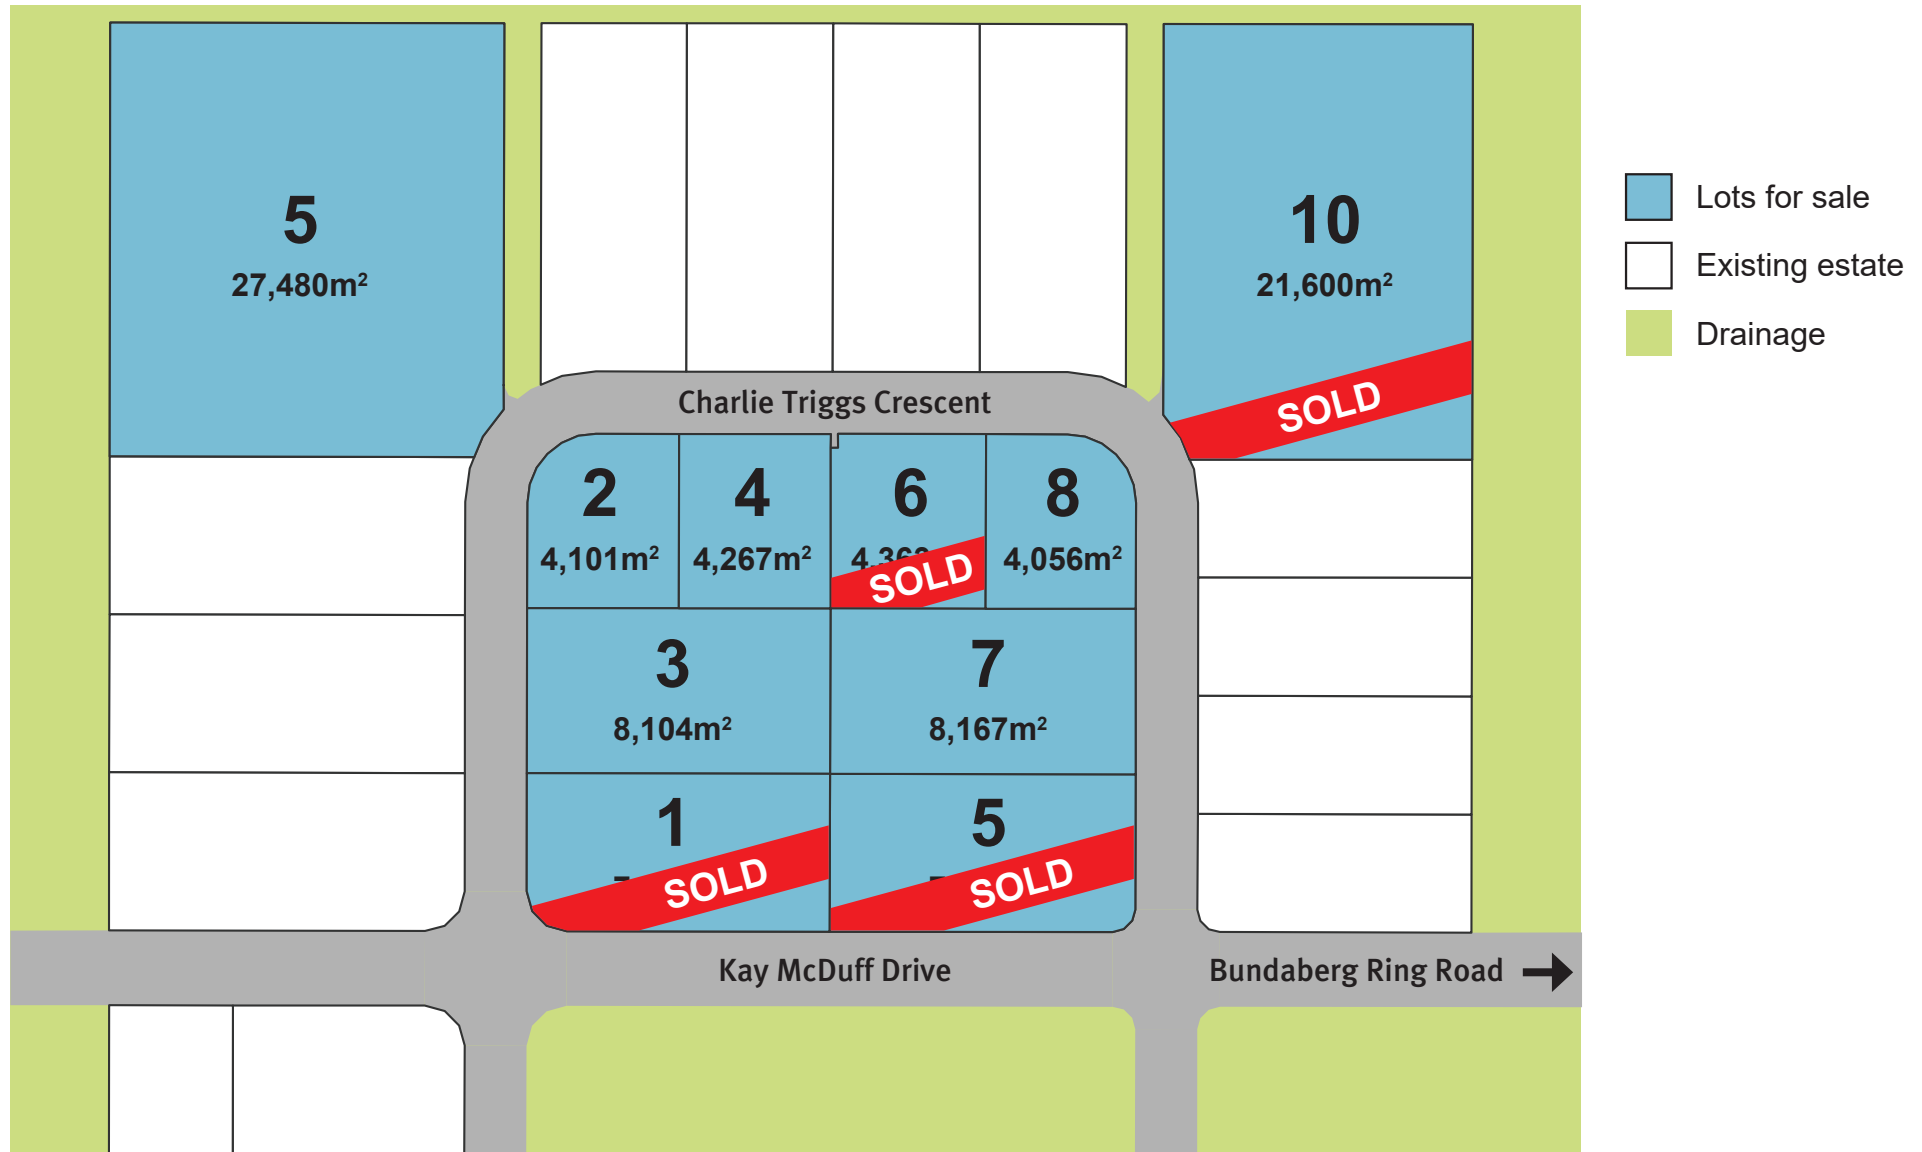 5
27,480m²
10
21,600m²
SOLD
Lots for sale
Existing estate
Drainage
Charlie Triggs Crescent
2
4,101m²
4
4,267m²
6
SOLD
8
4,056m²
3
8,104m²
7
8,167m²
1
SOLD
5
SOLD
Kay McDuff Drive
Bundaberg Ring Road